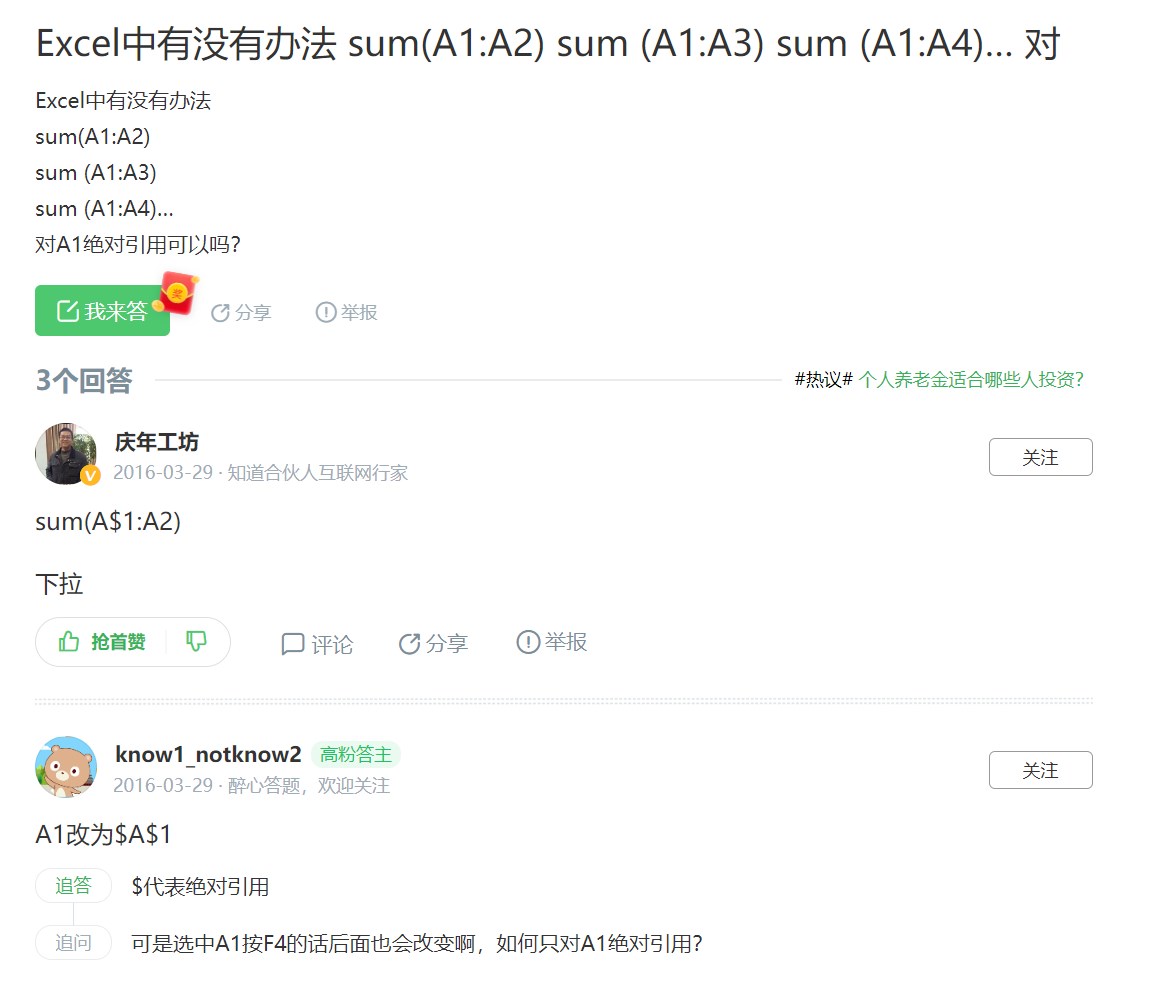 Excel中有没有办法 sum(A1:A2) sum (A1:A3) sum (A1:A4)... 对
Excel中有没有办法
sum(A1:A2)
sum (A1:A3)
sum (A1:A4)...
对A1绝对引用可以吗?
我来答
奖
分享
举报
3个回答
#热议# 个人养老金适合哪些人投资?
庆年工坊
2016-03-29 · 知道合伙人互联网行家
关注
sum(A$1:A2)
下拉
抢首赞
评论
分享
举报
know1_notknow2 高粉答主
2016-03-29 · 醉心答题，欢迎关注
关注
A1改为$A$1
追答 $代表绝对引用
追问 可是选中A1按F4的话后面也会改变啊，如何只对A1绝对引用?